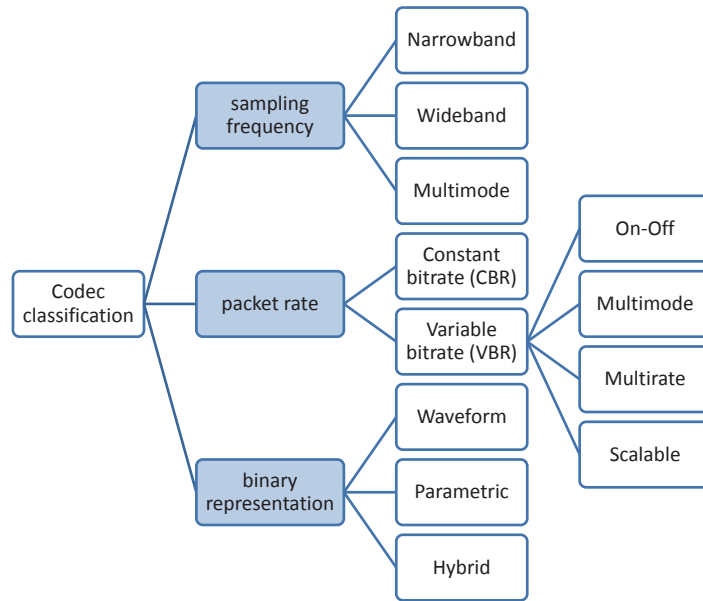 Codec
classification
sampling
frequency
Narrowband
Wideband
Multimode
packet rate
Constant
bitrate (CBR)
Variable
bitrate (VBR)
On-Off
Multimode
Multirate
Scalable
binary
representation
Waveform
Parametric
Hybrid